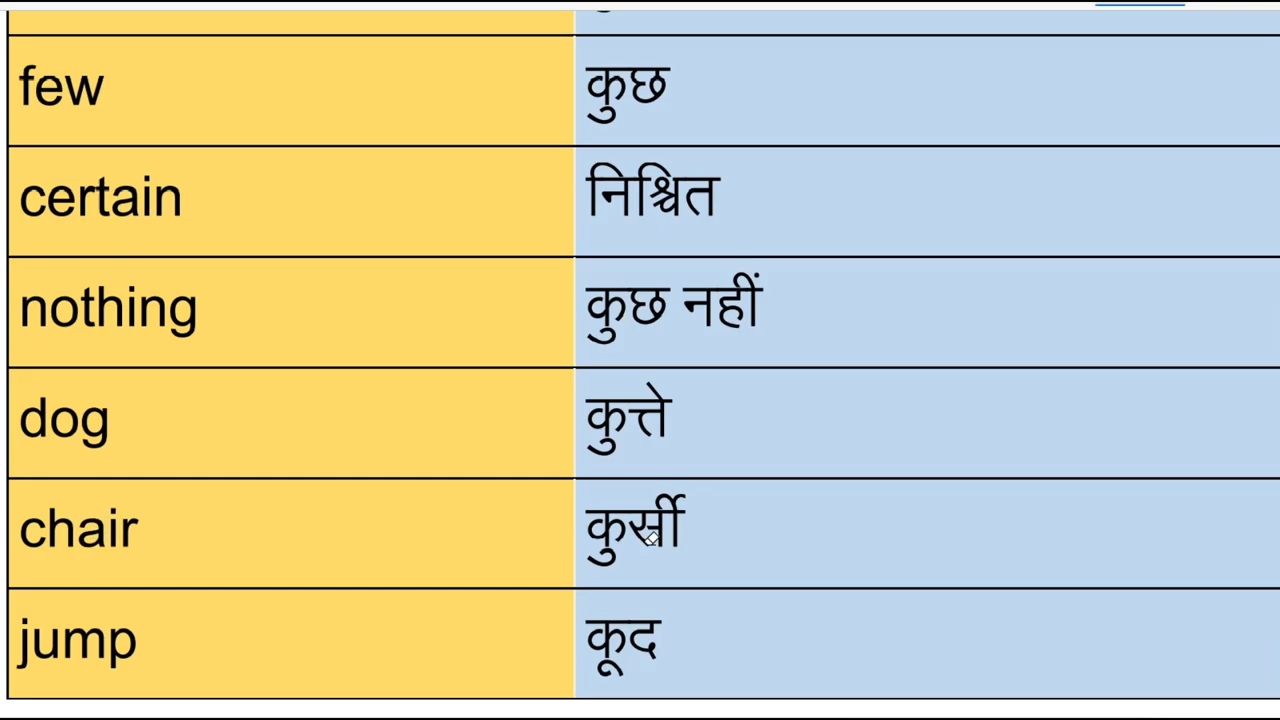 few कुछ
certain निश्चित
nothing कुछ नहीं
dog कुत्ते
chair कुर्सी
jump कूद